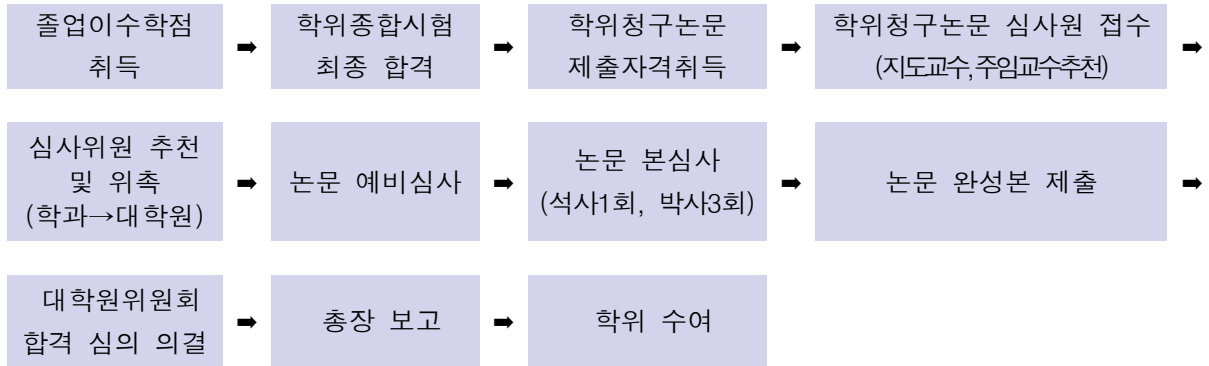 졸업이수학점
취득
➡
학위종합시험
최종 합격
➡
학위청구논문
제출자격취득
➡
학위청구논문 심사원 접수
(지도교수,주임교수추천)
➡
심사위원 추천
및 위촉
(학과→대학원)
➡
논문 예비심사
➡
논문 본심사
(석사1회, 박사3회)
➡
논문 완성본 제출
➡
대학원위원회
합격 심의 의결
➡
총장 보고
➡
학위 수여